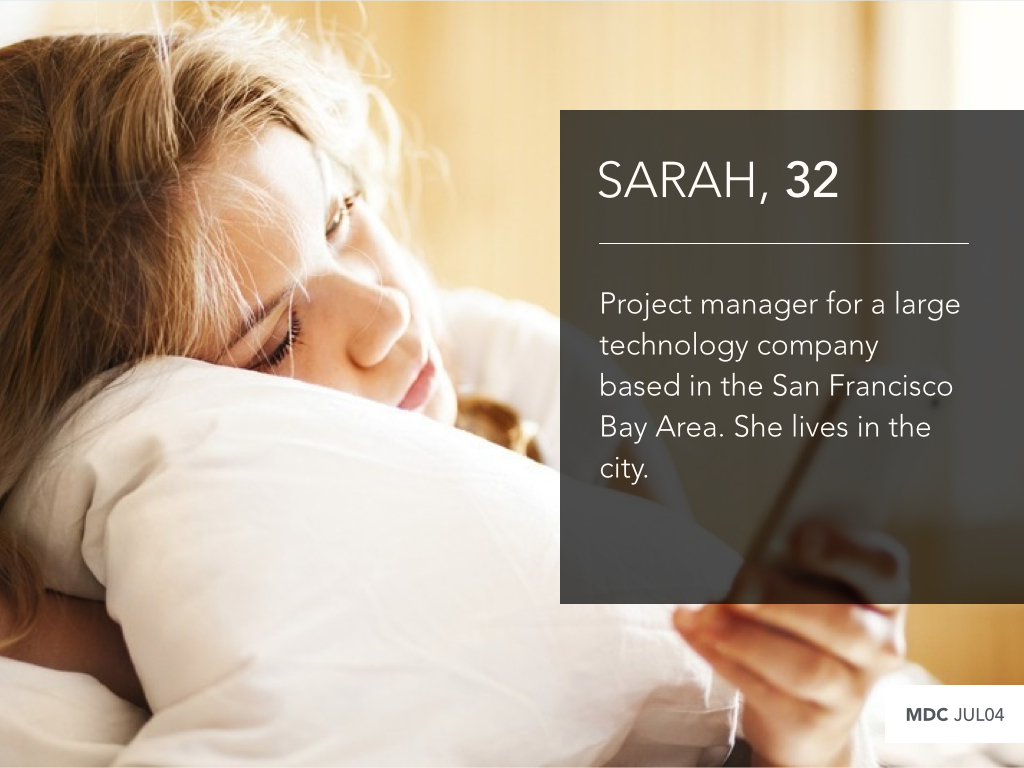 SARAH, 32
Project manager for a large
technology company
based in the San Francisco
Bay Area. She lives in the
city.
MDC JUL04